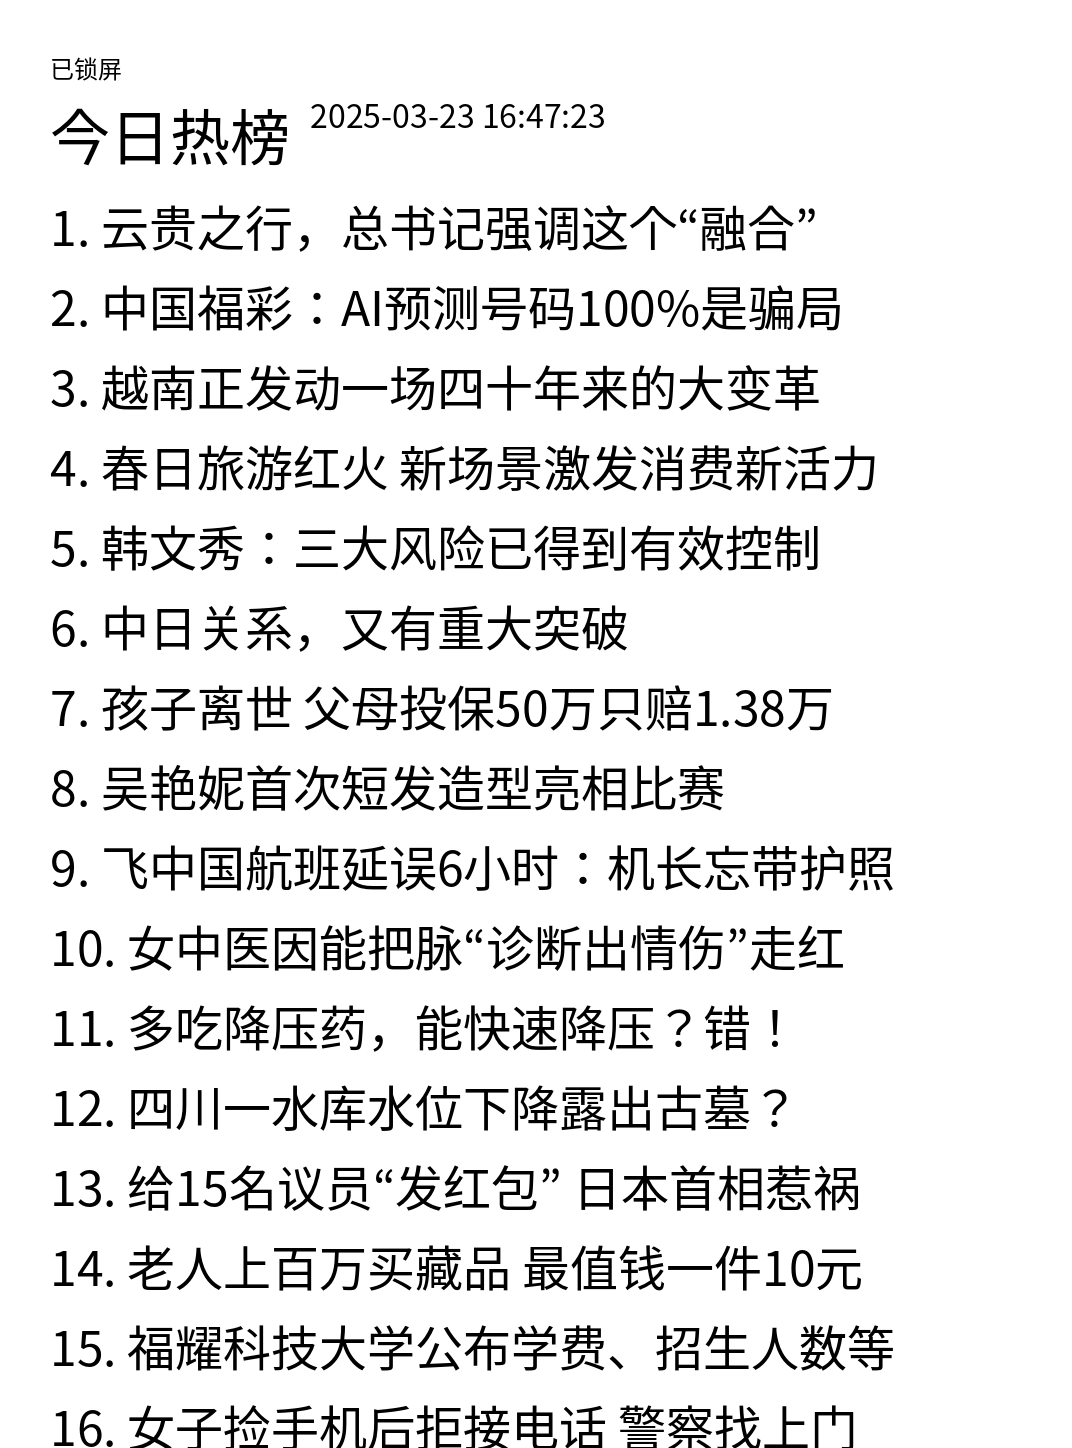 已锁屏
今日热榜 2025-03-23 16:47:23
1. 云贵之行，总书记强调这个“融合”
2. 中国福彩：AI预测号码100%是骗局
3. 越南正发动一场四十年来的大变革
4. 春日旅游红火 新场景激发消费新活力
5. 韩文秀：三大风险已得到有效控制
6. 中日关系，又有重大突破
7. 孩子离世 父母投保50万只赔1.38万
8. 吴艳妮首次短发造型亮相比赛
9. 飞中国航班延误6小时：机长忘带护照
10. 女中医因能把脉“诊断出情伤”走红
11. 多吃降压药，能快速降压？错！
12. 四川一水库水位下降露出古墓？
13. 给15名议员“发红包” 日本首相惹祸
14. 老人上百万买藏品 最值钱一件10元
15. 福耀科技大学公布学费、招生人数等
16. 女子捡手机后拒接电话 警察找上门